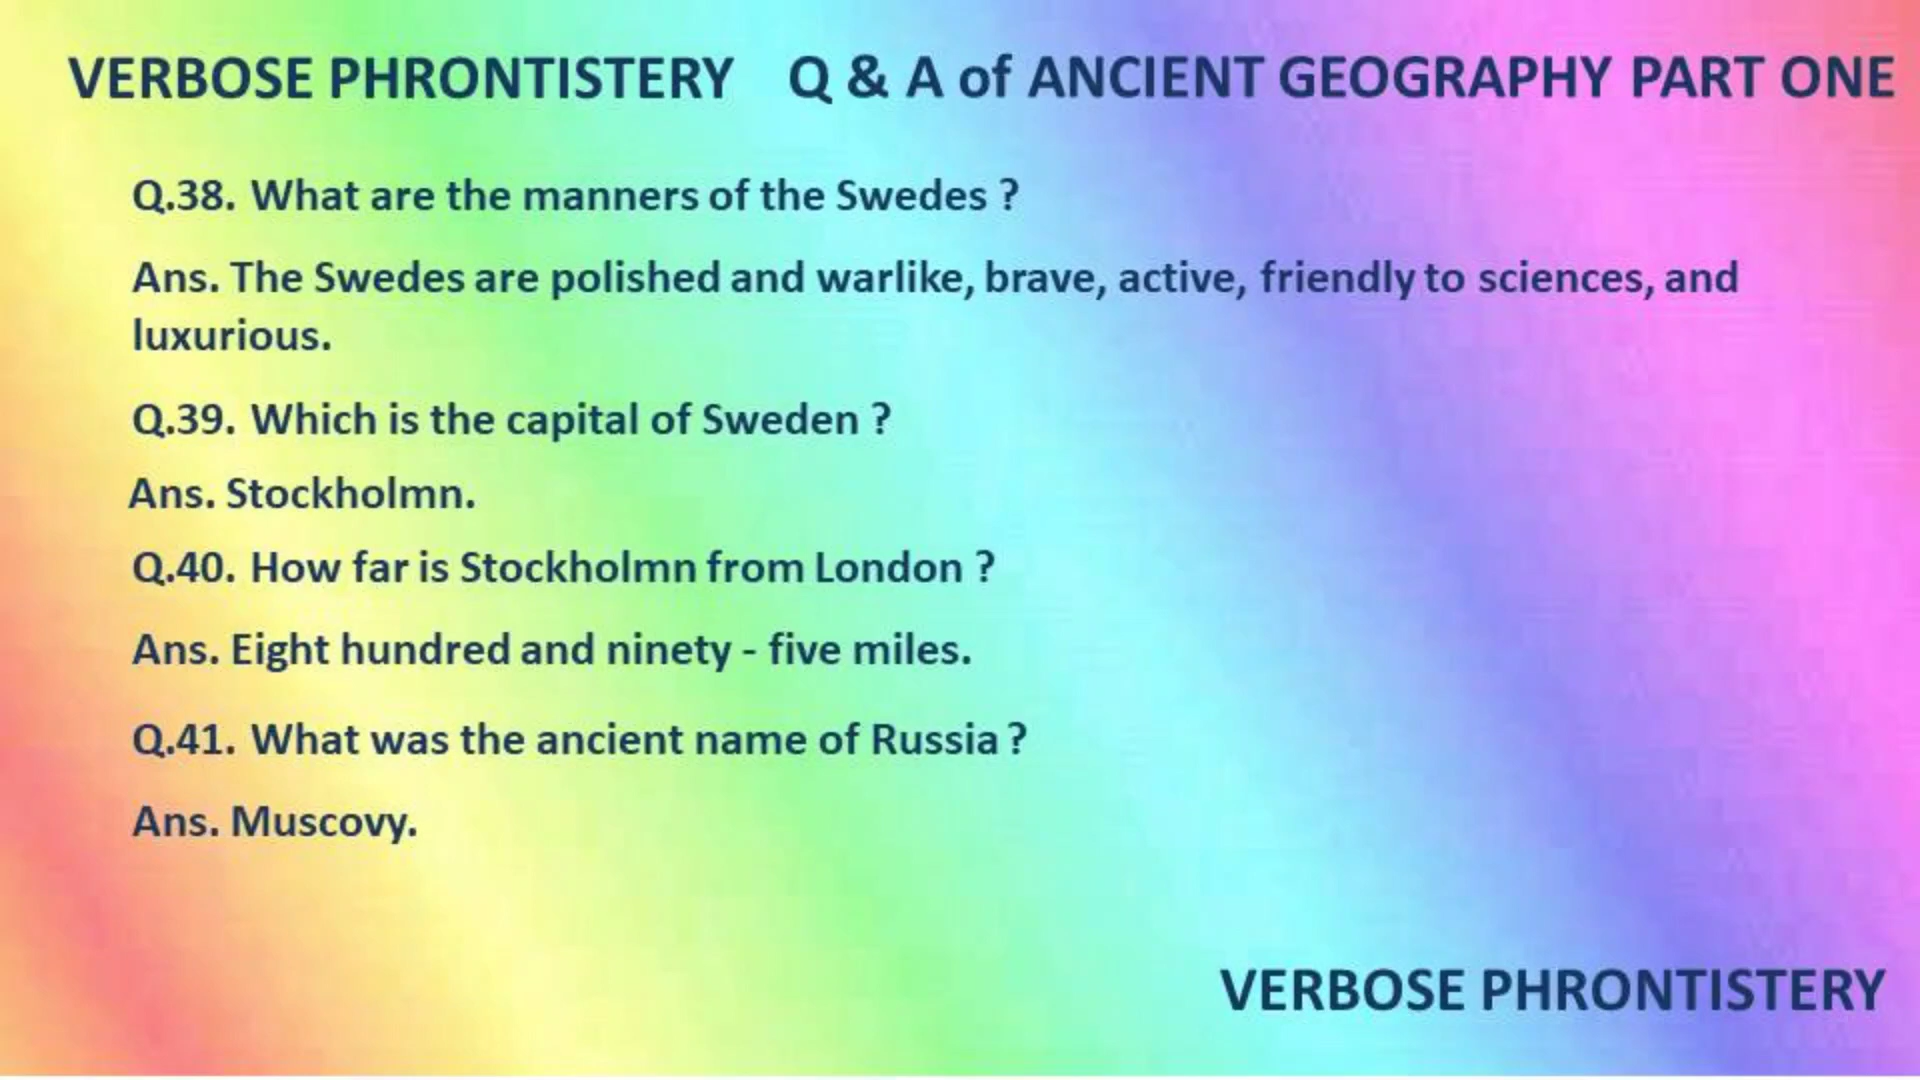 VERBOSE PHRONTISTERY Q & A of ANCIENT GEOGRAPHY PART ONE
Q.38. What are the manners of the Swedes ?
Ans. The Swedes are polished and warlike, brave, active, friendly to sciences, and
luxurious.
Q.39. Which is the capital of Sweden ?
Ans. Stockholmn.
Q.40. How far is Stockholmn from London ?
Ans. Eight hundred and ninety - five miles.
Q.41. What was the ancient name of Russia ?
Ans. Muscovy.
VERBOSE PHRONTISTERY